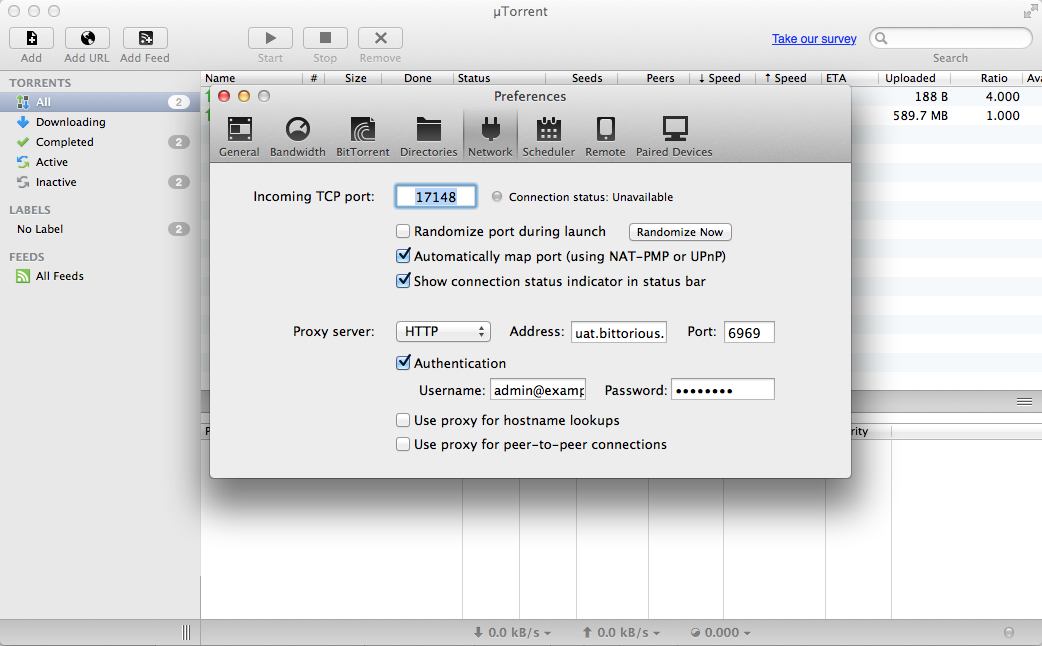 µTorrent
Add
Add URL
Add Feed
Start
Stop
Remove
Take our survey
Search
TORRENTS
All 2
Downloading
Completed 2
Active
Inactive 2
LABELS
No Label 2
FEEDS
All Feeds
Name # Size Done Status Seeds Peers ↓ Speed ↑ Speed ETA Uploaded Ratio Ava
188 B 4.000
589.7 MB 1.000
Preferences
General Bandwidth BitTorrent Directories Network Scheduler Remote Paired Devices
Incoming TCP port: 17148 Connection status: Unavailable
Randomize port during launch Randomize Now
Automatically map port (using NAT-PMP or UPnP)
Show connection status indicator in status bar
Proxy server: HTTP Address: uat.bittorious. Port: 6969
Authentication
Username: admin@examp Password: ••••••••
Use proxy for hostname lookups
Use proxy for peer-to-peer connections
0.0 kB/s 0.0 kB/s 0.000